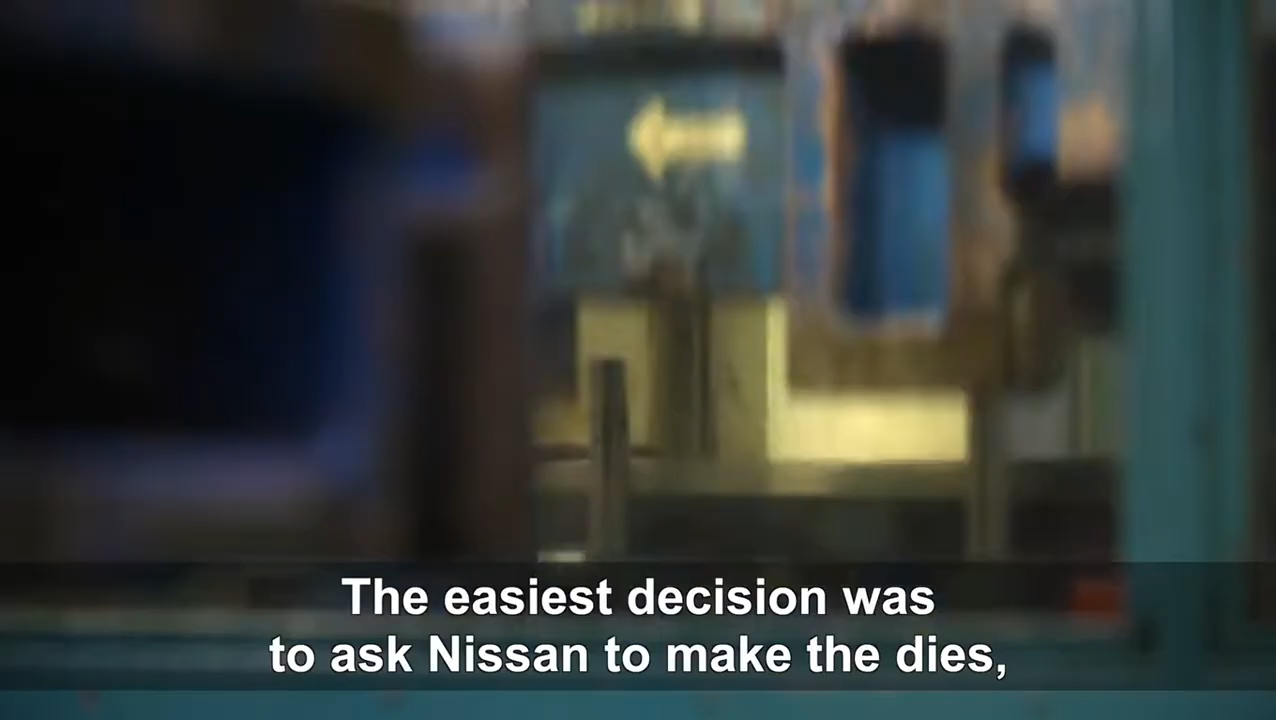 The easiest decision was
to ask Nissan to make the dies,